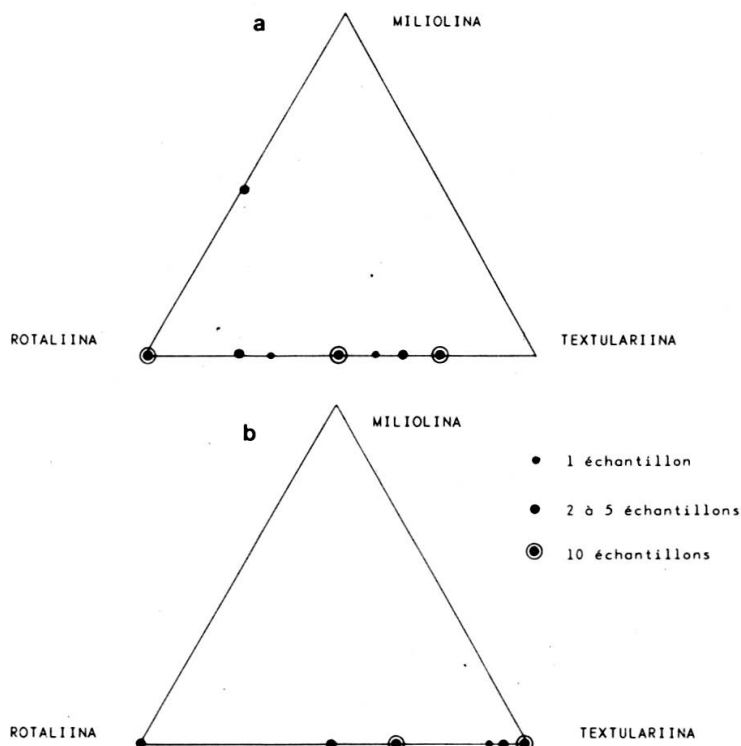 a
MILIOLINA
ROTALIINA
TEXTULARIINA
b
MILIOLINA
1 échantillon
2 à 5 échantillons
10 échantillons
ROTALIINA
TEXTULARIINA